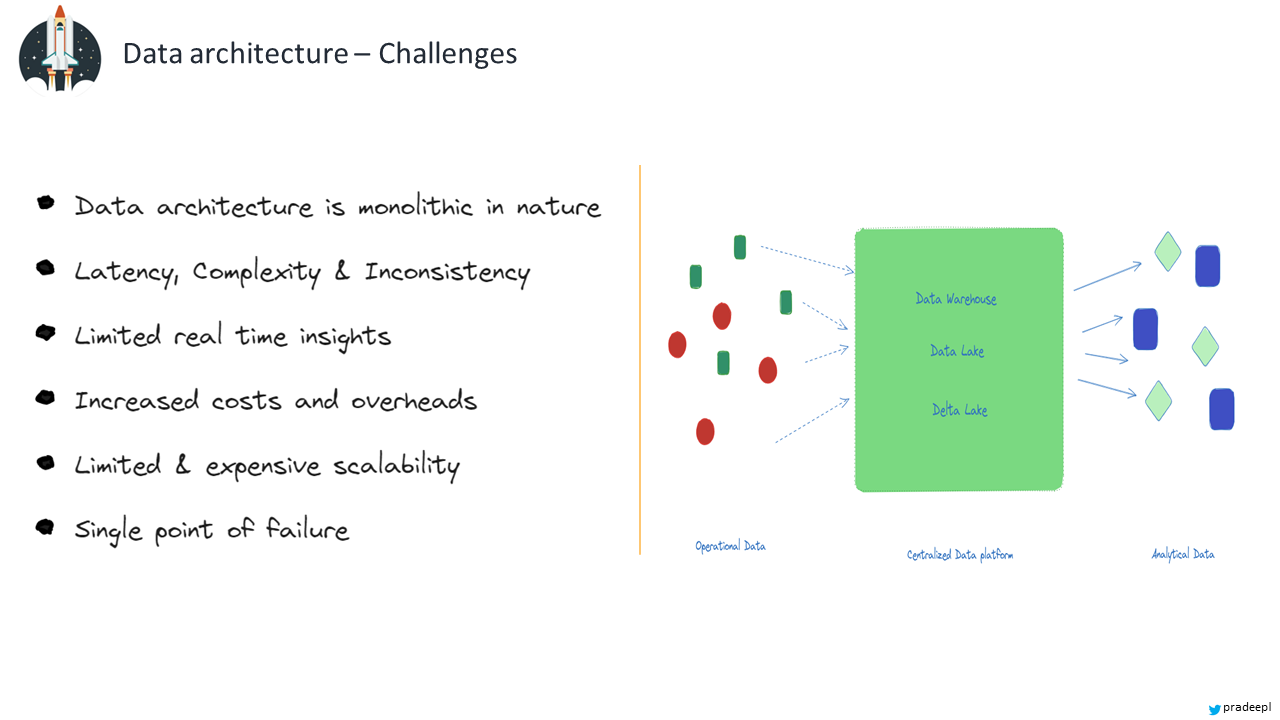 Data architecture – Challenges
Data architecture is monolithic in nature
Latency, Complexity & Inconsistency
Limited real time insights
Increased costs and overheads
Limited & expensive scalability
Single point of failure
Data Warehouse
Data Lake
Delta Lake
Operational Data
Centralized Data platform
Analytical Data
pradeepl